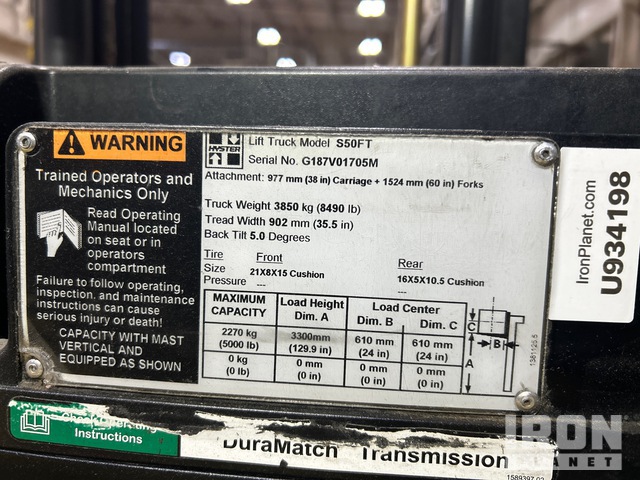 WARNING
Trained Operators and
Mechanics Only
Read Operating
Manual located
on seat or in
operators
compartment
Failure to follow operating,
inspection, and maintenance
instructions can cause
serious injury or death!
CAPACITY WITH MAST
VERTICAL AND
EQUIPPED AS SHOWN
HYSTER
Lift Truck Model S50FT
Serial No. G187V01705M
Attachment: 977 mm (38 in) Carriage + 1524 mm (60 in) Forks
Truck Weight 3850 kg (8490 lb)
Tread Width 902 mm (35.5 in)
Back Tilt 5.0 Degrees
Tire Front Rear
Size 21X8X15 Cushion 16X5X10.5 Cushion
Pressure --- ---
MAXIMUM CAPACITY Load Height Dim. A Load Center Dim. B Dim. C
2270 kg 3300mm 610 mm 610 mm
(5000 lb) (129.9 in) (24 in) (24 in)
0 kg 0 mm 0 mm 0 mm
(0 lb) (0 in) (0 in) (0 in)
C
B
A
1381125.5
IronPlanet.com
U934198
Instructions
DuraMatch Transmission
1589397 02
IRON
PLANET